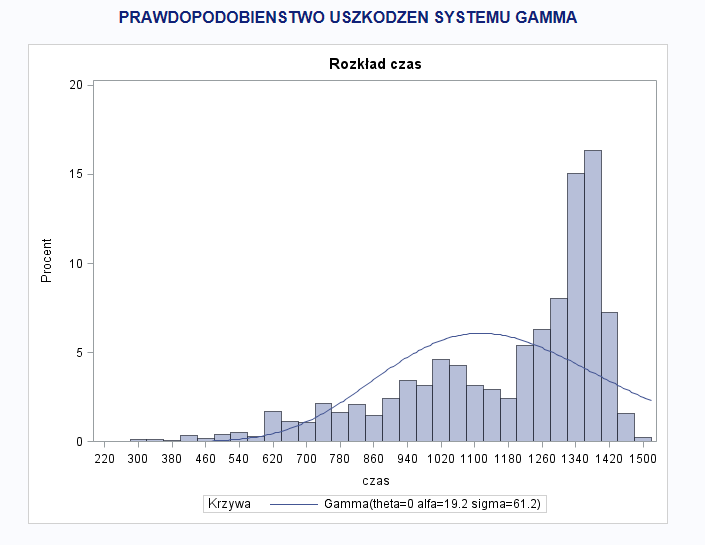 PRAWDOPODOBIENSTWO USZKODZEN SYSTEMU GAMMA
Rozkład czas
20
15
10
5
0
Procent
220 300 380 460 540 620 700 780 860 940 1020 1100 1180 1260 1340 1420 1500
czas
Krzywa Gamma(theta=0 alfa=19.2 sigma=61.2)